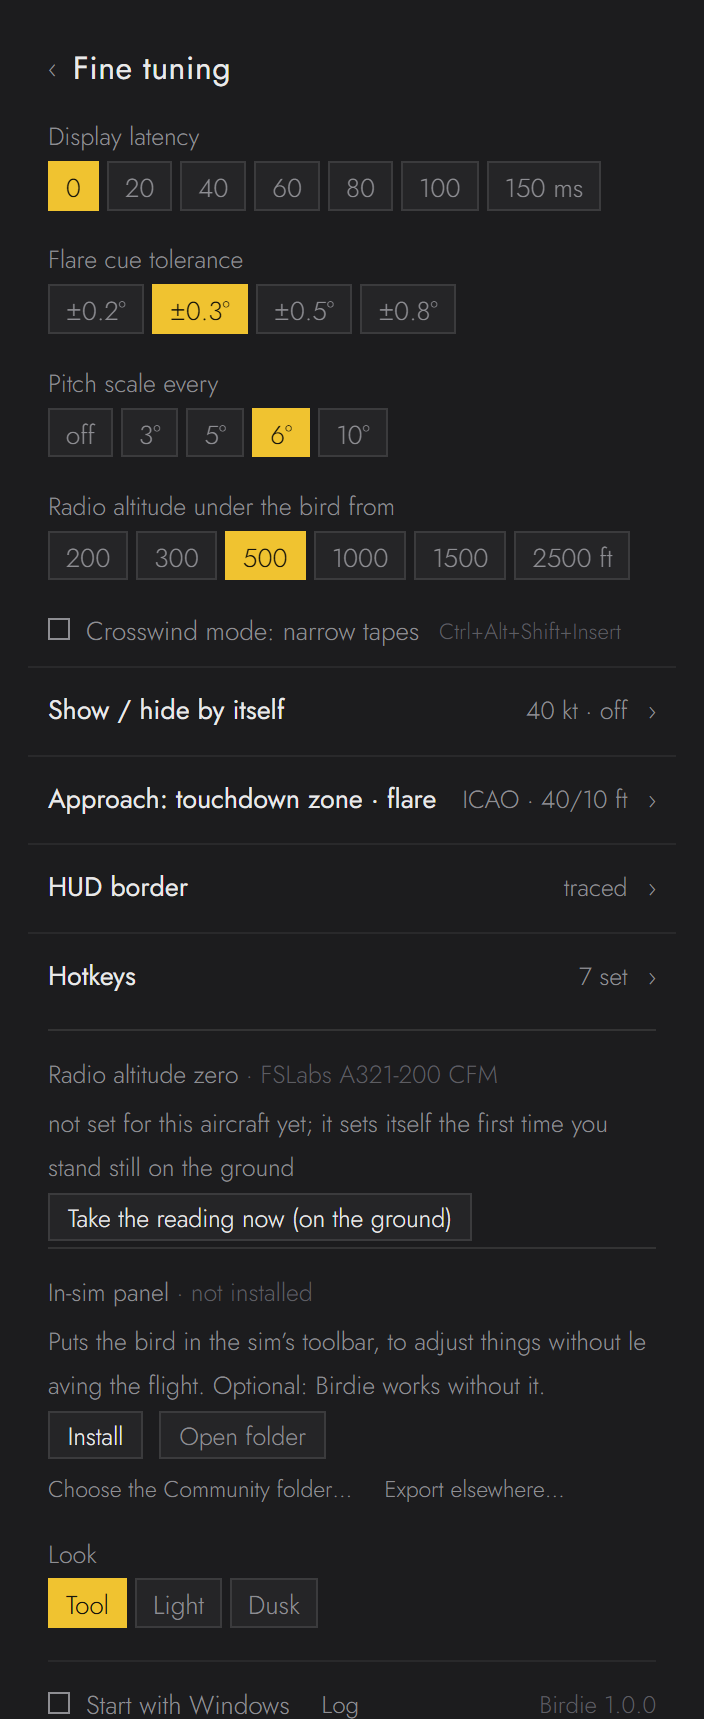 ‹ Fine tuning
Display latency
0 20 40 60 80 100 150 ms
Flare cue tolerance
±0.2° ±0.3° ±0.5° ±0.8°
Pitch scale every
off 3° 5° 6° 10°
Radio altitude under the bird from
200 300 500 1000 1500 2500 ft
Crosswind mode: narrow tapes Ctrl+Alt+Shift+Insert
Show / hide by itself 40 kt · off ›
Approach: touchdown zone · flare ICAO · 40/10 ft ›
HUD border traced ›
Hotkeys 7 set ›
Radio altitude zero · FSLabs A321-200 CFM
not set for this aircraft yet; it sets itself the first time you
stand still on the ground
Take the reading now (on the ground)
In-sim panel · not installed
Puts the bird in the sim’s toolbar, to adjust things without le
aving the flight. Optional: Birdie works without it.
Install Open folder
Choose the Community folder... Export elsewhere...
Look
Tool Light Dusk
Start with Windows Log Birdie 1.0.0